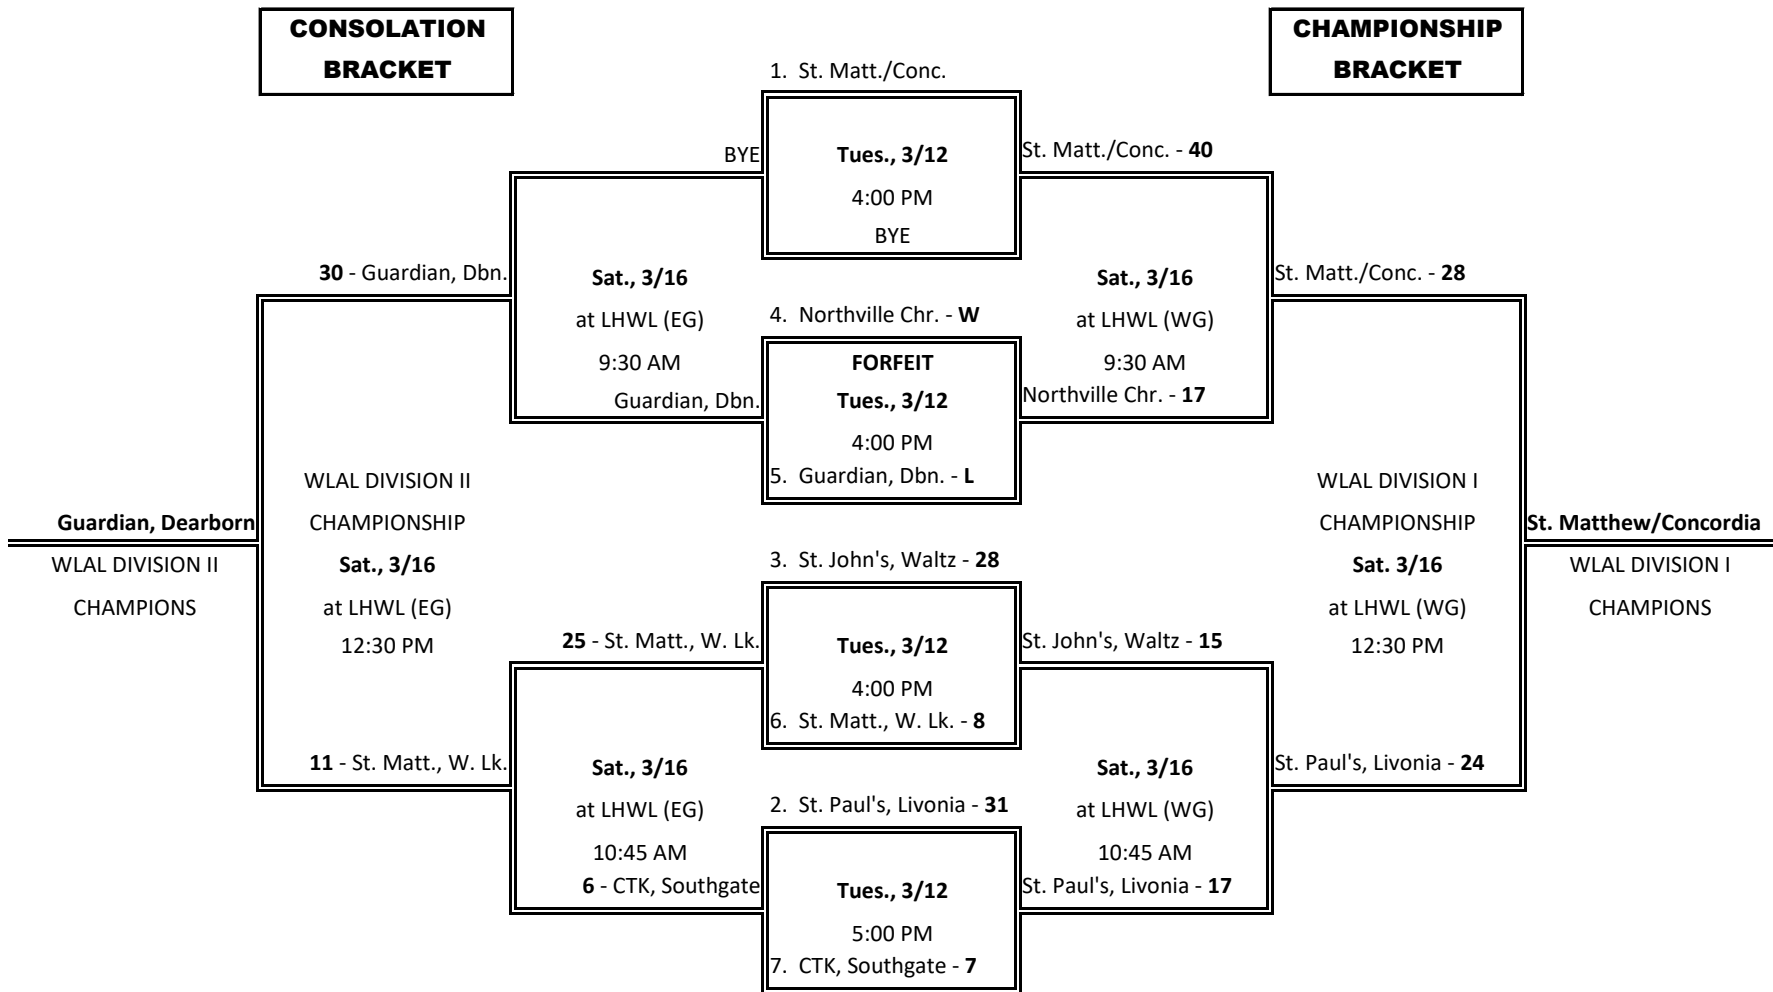 CONSOLATION
BRACKET
CHAMPIONSHIP
BRACKET
1. St. Matt./Conc.
BYE
Tues., 3/12
St. Matt./Conc. - 40
4:00 PM
BYE
30 - Guardian, Dbn.
Sat., 3/16
Sat., 3/16
St. Matt./Conc. - 28
at LHWL (EG)
4. Northville Chr. - W
at LHWL (WG)
9:30 AM
FORFEIT
9:30 AM
Guardian, Dbn.
Tues., 3/12
Northville Chr. - 17
4:00 PM
WLAL DIVISION II
5. Guardian, Dbn. - L
WLAL DIVISION I
Guardian, Dearborn
CHAMPIONSHIP
CHAMPIONSHIP
St. Matthew/Concordia
WLAL DIVISION II
Sat., 3/16
3. St. John's, Waltz - 28
Sat. 3/16
WLAL DIVISION I
CHAMPIONS
at LHWL (EG)
at LHWL (WG)
CHAMPIONS
12:30 PM
25 - St. Matt., W. Lk.
Tues., 3/12
St. John's, Waltz - 15
12:30 PM
4:00 PM
6. St. Matt., W. Lk. - 8
11 - St. Matt., W. Lk.
Sat., 3/16
Sat., 3/16
St. Paul's, Livonia - 24
at LHWL (EG)
2. St. Paul's, Livonia - 31
at LHWL (WG)
10:45 AM
10:45 AM
6 - CTK, Southgate
Tues., 3/12
St. Paul's, Livonia - 17
5:00 PM
7. CTK, Southgate - 7